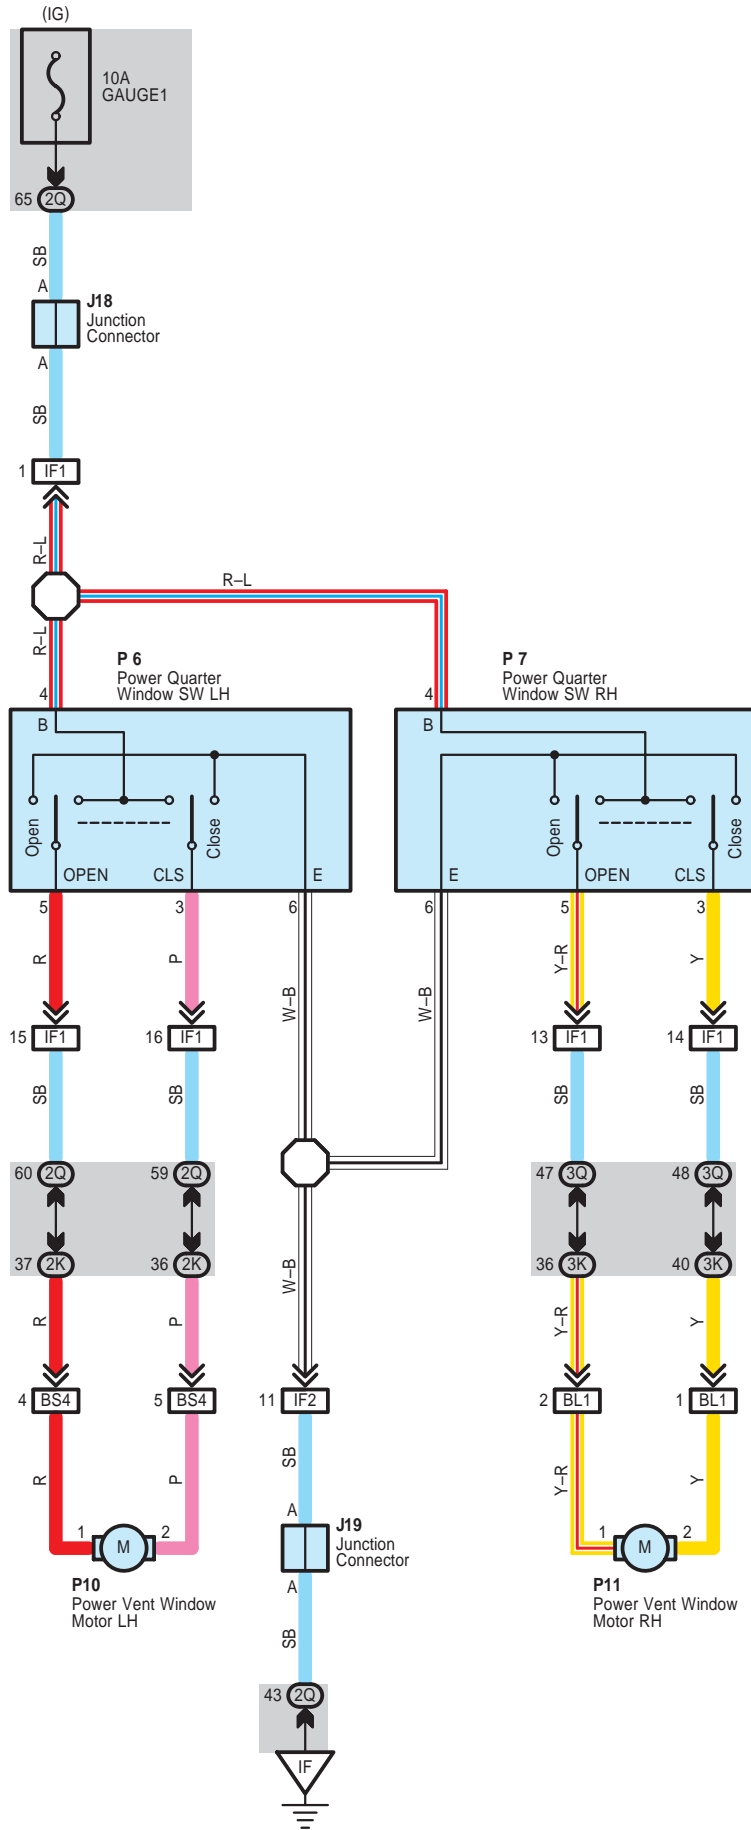 (IG)
10A
GAUGE1
65 2Q
SB
A
J18
Junction
Connector
A
SB
1 IF1
R–L
R–L
R–L
P 6
Power Quarter
Window SW LH
P 7
Power Quarter
Window SW RH
4
4
B
B
Open
Close
Open
Close
OPEN CLS E
E OPEN CLS
5 3 6
6 5 3
R P W–B
W–B Y–R Y
15 IF1 16 IF1
13 IF1 14 IF1
SB SB
SB SB
60 2Q 59 2Q
47 3Q 48 3Q
37 2K 36 2K
36 3K 40 3K
R P W–B
Y–R Y
4 BS4 5 BS4 11 IF2
2 BL1 1 BL1
R P SB
Y–R Y
A
1 M 2
1 M 2
J19
Junction
Connector
P10
Power Vent Window
Motor LH
A
P11
Power Vent Window
Motor RH
SB
43 2Q
IF